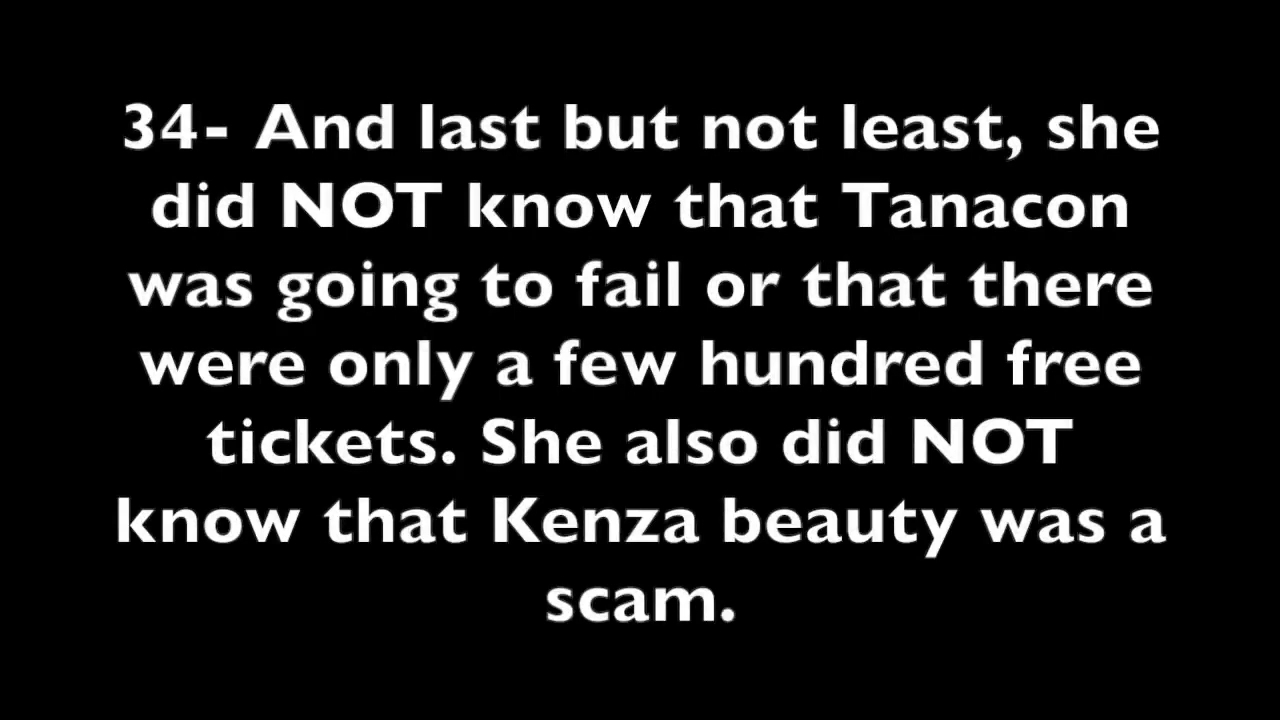 34- And last but not least, she
did NOT know that Tanacon
was going to fail or that there
were only a few hundred free
tickets. She also did NOT
know that Kenza beauty was a
scam.